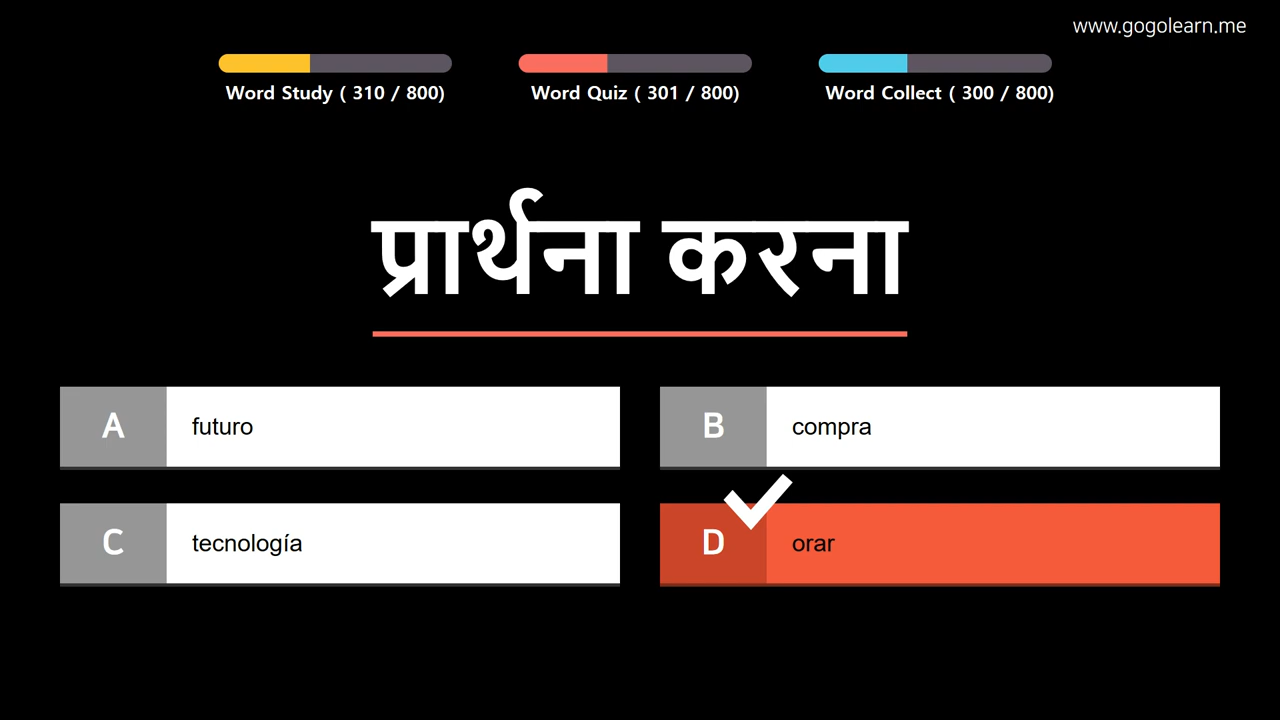 www.gogolearn.me
Word Study ( 310 / 800)
Word Quiz ( 301 / 800)
Word Collect ( 300 / 800)
प्रार्थना करना
A futuro
B compra
C tecnología
D orar